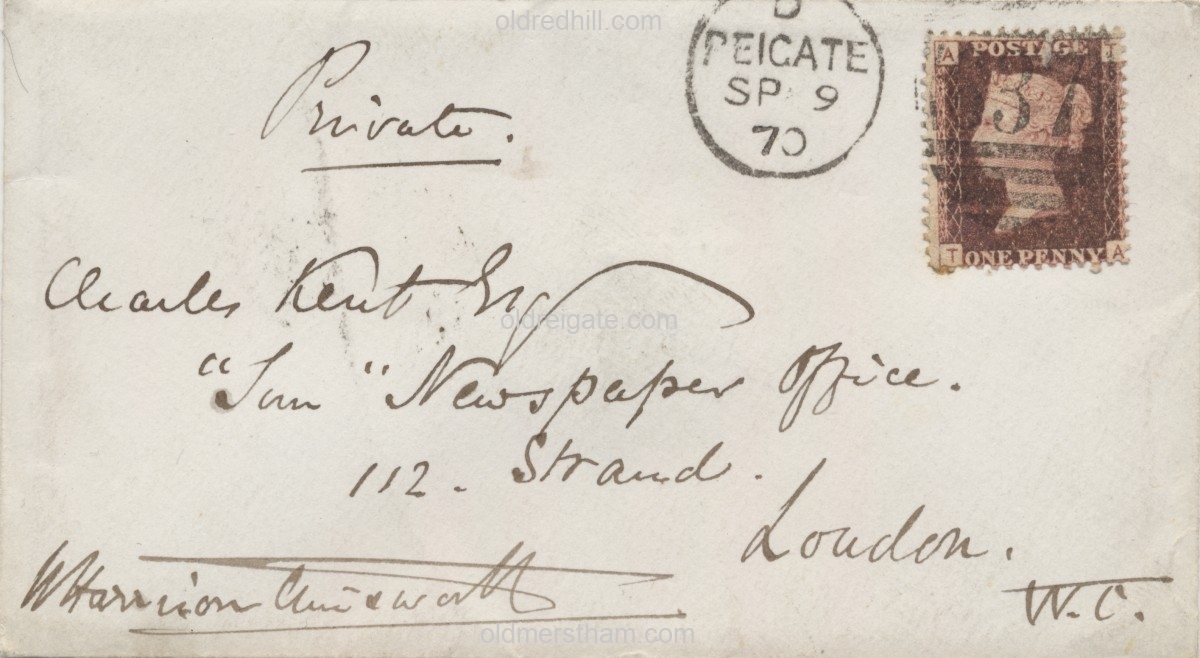 oldredhill.com
D
REIGATE
SP 9
70
A POSTAGE T
37
T ONE PENNY A
Private.
Charles Kent Esq
oldreigate.com
"Sun" Newspaper Office.
112. Strand.
London.
W.C.
W Harrison Ainsworth
oldmerstham.com